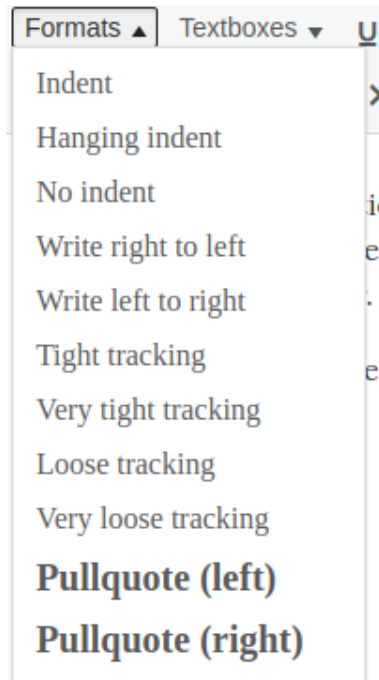 Formats ▲ Textboxes ▼ U
Indent
Hanging indent
No indent
Write right to left
Write left to right
Tight tracking
Very tight tracking
Loose tracking
Very loose tracking
Pullquote (left)
Pullquote (right)